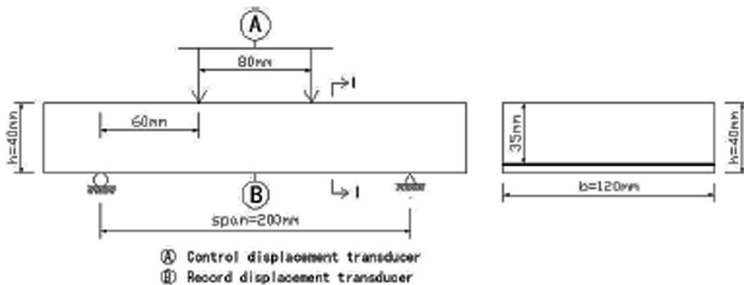 A
80mm
I
h=40mm
60mm
35mm
h=40mm
B
I
b=120mm
span=200mm
Ⓐ Control displacement transducer
Ⓑ Record displacement transducer